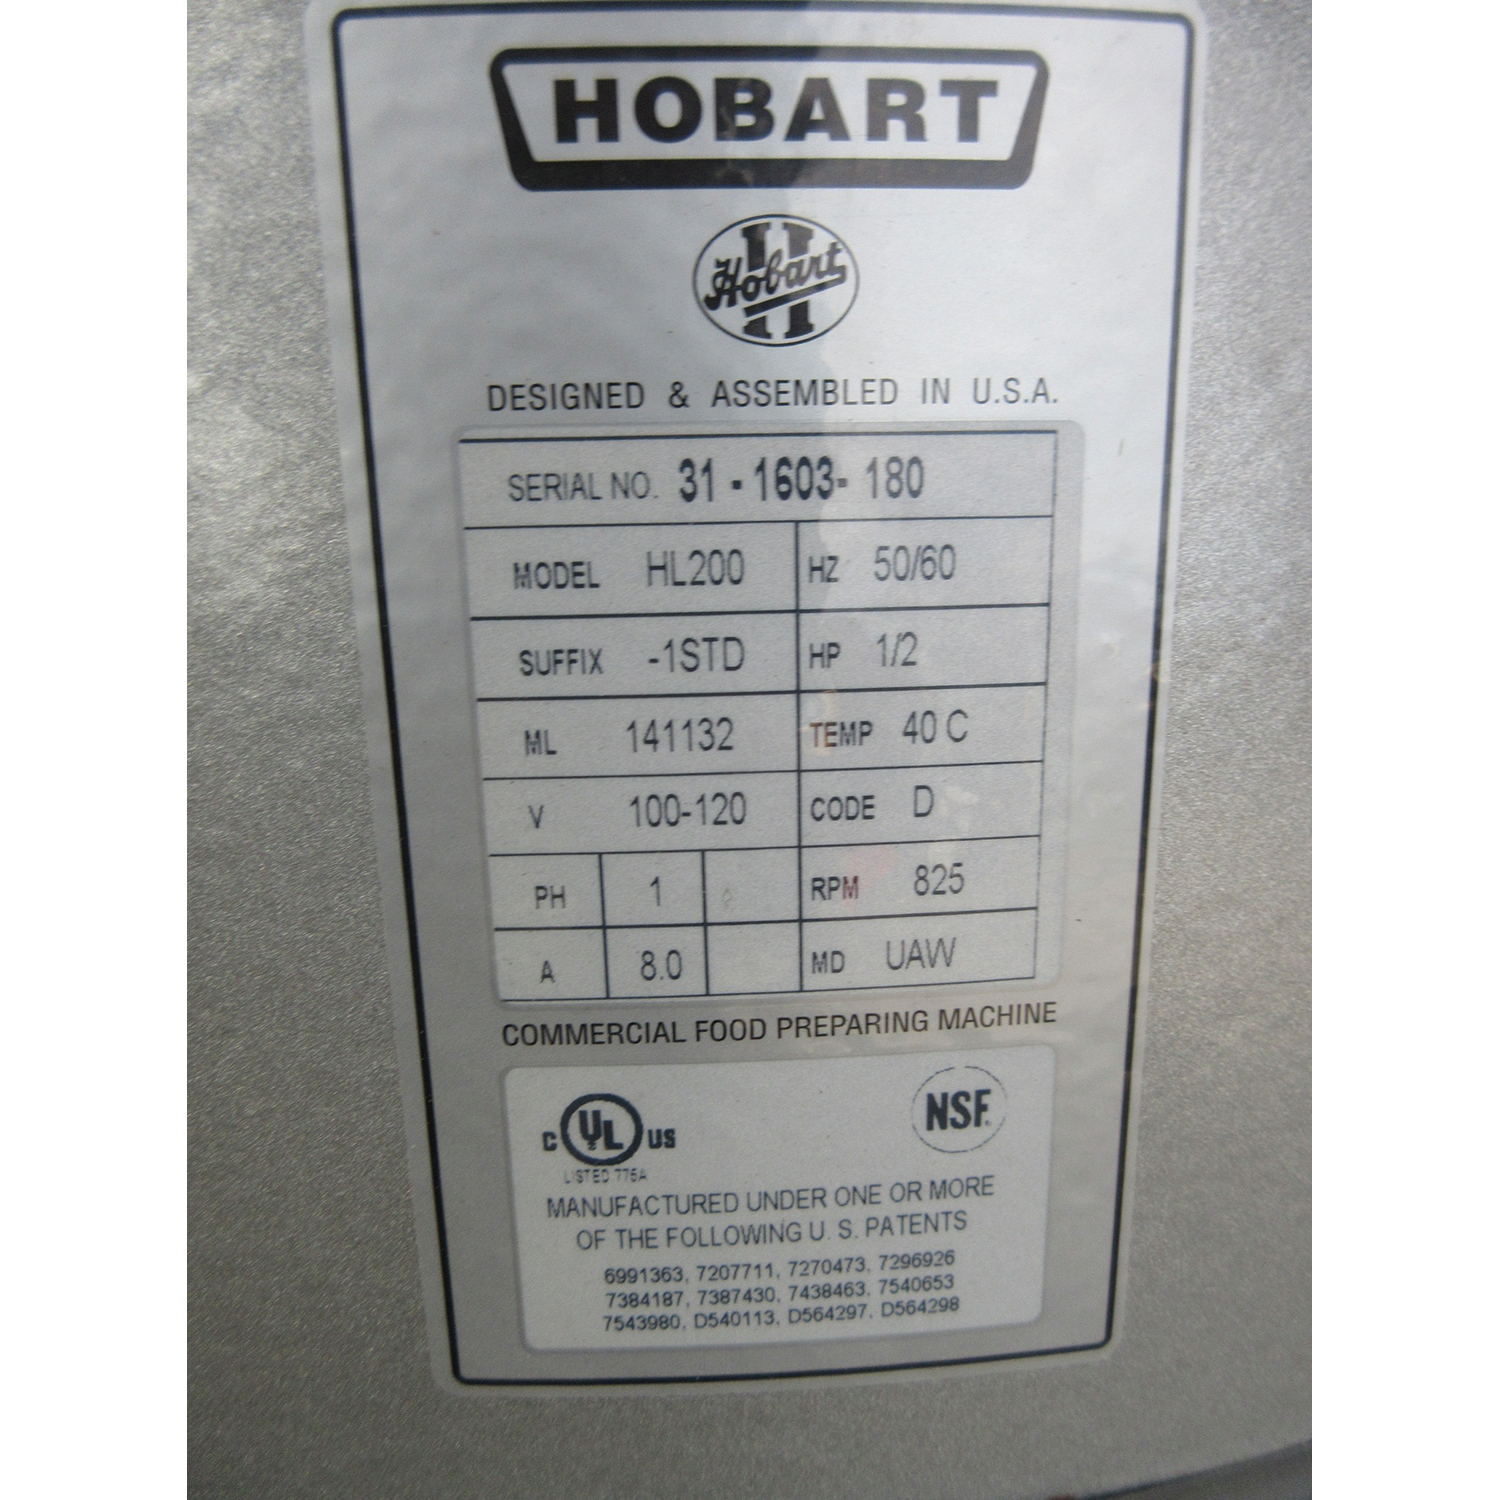 HOBART
Hobart
DESIGNED & ASSEMBLED IN U.S.A.
SERIAL NO. 31-1603-180
MODEL HL200 HZ 50/60
SUFFIX -1STD HP 1/2
ML 141132 TEMP 40 C
V 100-120 CODE D
PH 1 RPM 825
A 8.0 MD UAW
COMMERCIAL FOOD PREPARING MACHINE
C UL US NSF
LISTED 776A
MANUFACTURED UNDER ONE OR MORE
OF THE FOLLOWING U. S. PATENTS
6991363, 7207711, 7270473, 7296926
7384187, 7387430, 7438463, 7540653
7543980, D540113, D564297, D564298